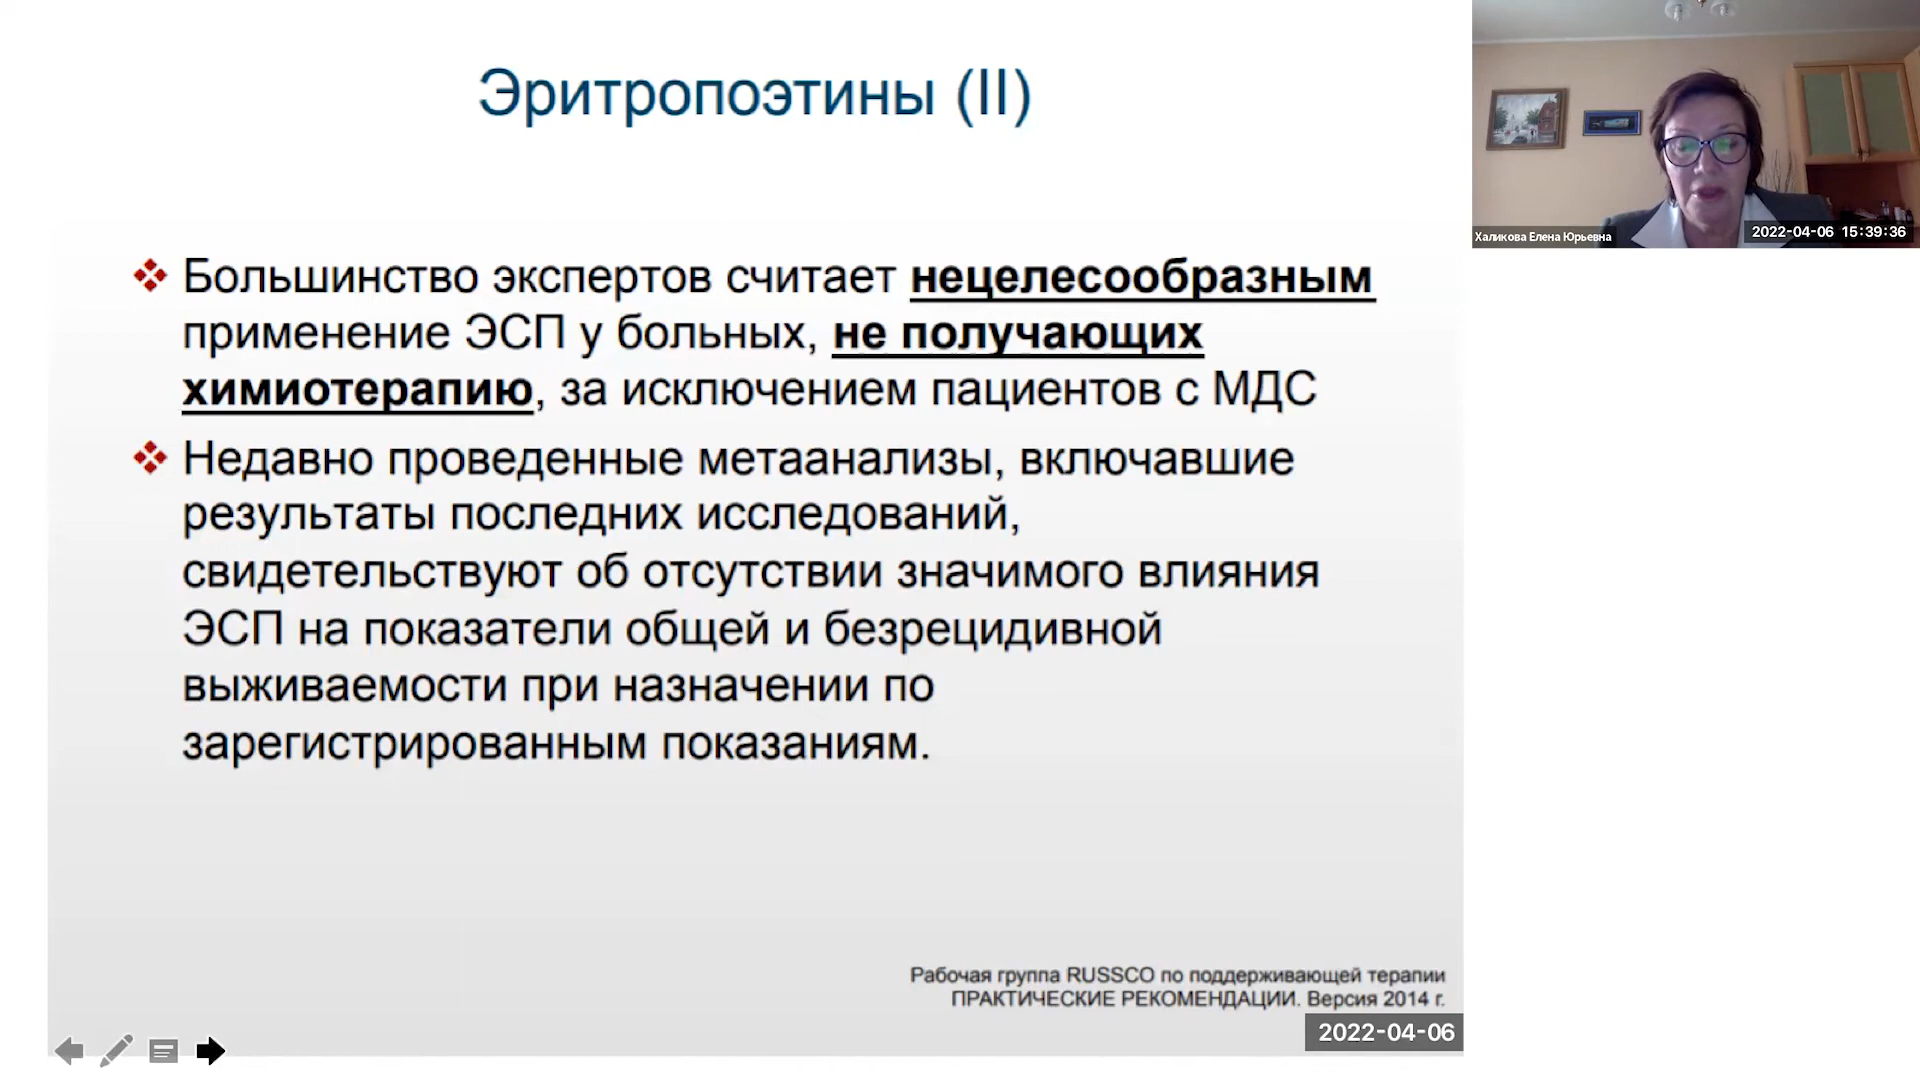 Эритропоэтины (II)
Большинство экспертов считает нецелесообразным
применение ЭСП у больных, не получающих
химиотерапию, за исключением пациентов с МДС
Недавно проведенные метаанализы, включавшие
результаты последних исследований,
свидетельствуют об отсутствии значимого влияния
ЭСП на показатели общей и безрецидивной
выживаемости при назначении по
зарегистрированным показаниям.
Рабочая группа RUSSCO по поддерживающей терапии
ПРАКТИЧЕСКИЕ РЕКОМЕНДАЦИИ. Версия 2014 г.
2022-04-06
Халикова Елена Юрьевна
2022-04-06 15:39:36